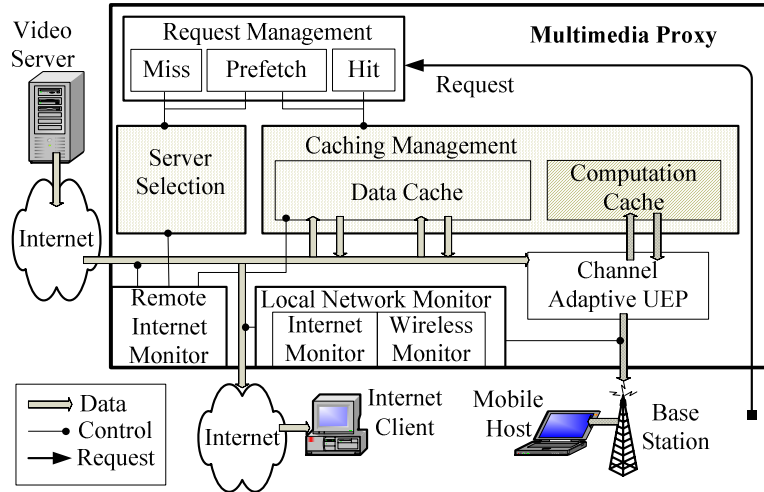 Video
Server
Request Management
Miss
Prefetch
Hit
Multimedia Proxy
Request
Server
Selection
Caching Management
Data Cache
Computation
Cache
Internet
Channel
Adaptive UEP
Remote
Internet
Monitor
Local Network Monitor
Internet
Monitor
Wireless
Monitor
Data
Control
Request
Internet
Internet
Client
Mobile
Host
Base
Station